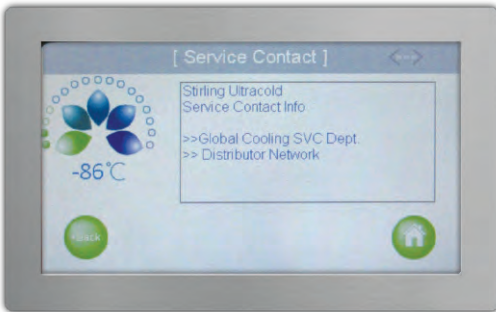 [ Service Contact ]
Stirling Ultracold
Service Contact Info
>>Global Cooling SVC Dept.
>> Distributor Network
-86°C
Back